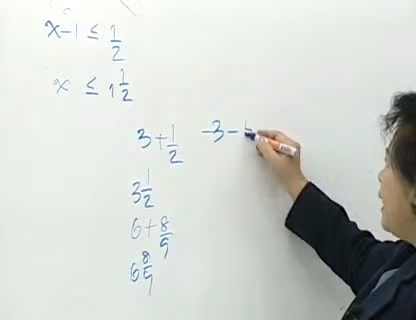 x-1 ≤ 1/2
x ≤ 1 1/2
3+1/2 -3-
3 1/2
6+8/9
6 8/9